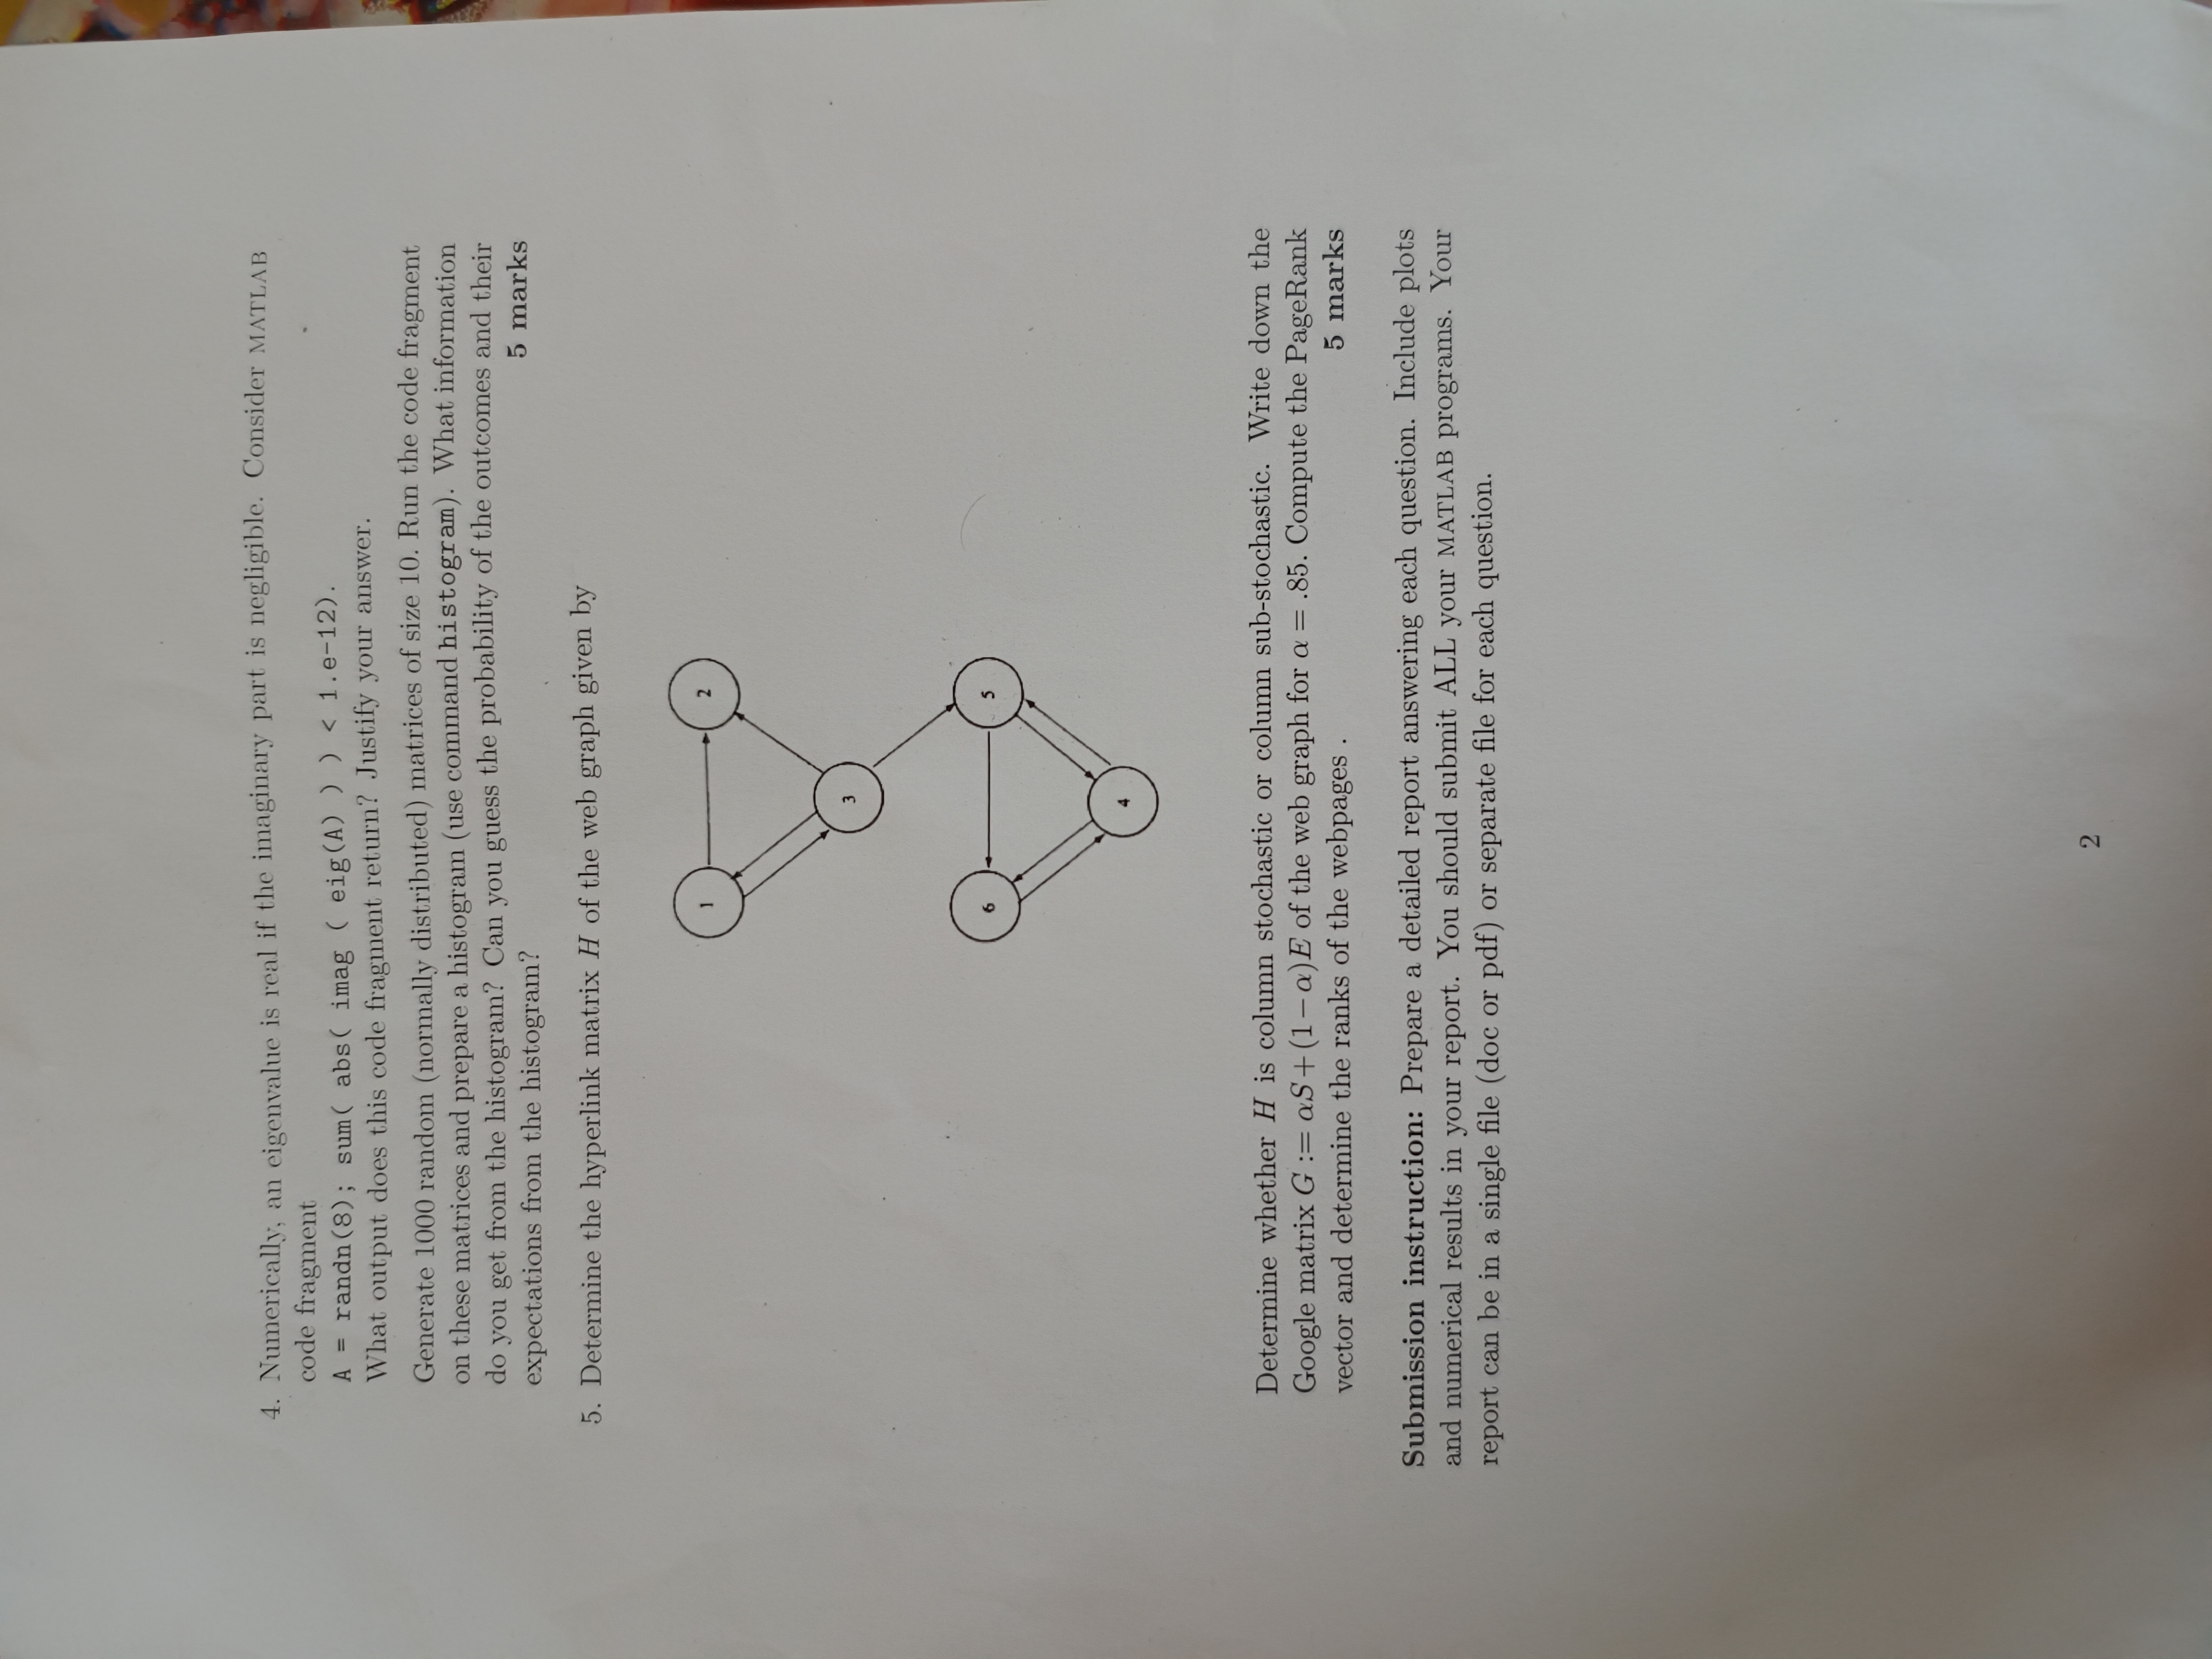 4. Numerically, an eigenvalue is real if the imaginary part is negligible. Consider MATLAB
code fragment
A = randn(8); sum( abs( imag ( eig(A) ) ) < 1.e-12).
What output does this code fragment return? Justify your answer.
Generate 1000 random (normally distributed) matrices of size 10. Run the code fragment
on these matrices and prepare a histogram (use command histogram). What information
do you get from the histogram? Can you guess the probability of the outcomes and their
expectations from the histogram? 5 marks
5. Determine the hyperlink matrix H of the web graph given by
1
2
3
6
5
4
Determine whether H is column stochastic or column sub-stochastic. Write down the
Google matrix G := αS+(1−α)E of the web graph for α = .85. Compute the PageRank
vector and determine the ranks of the webpages . 5 marks
Submission instruction: Prepare a detailed report answering each question. Include plots
and numerical results in your report. You should submit ALL your MATLAB programs. Your
report can be in a single file (doc or pdf) or separate file for each question.
2